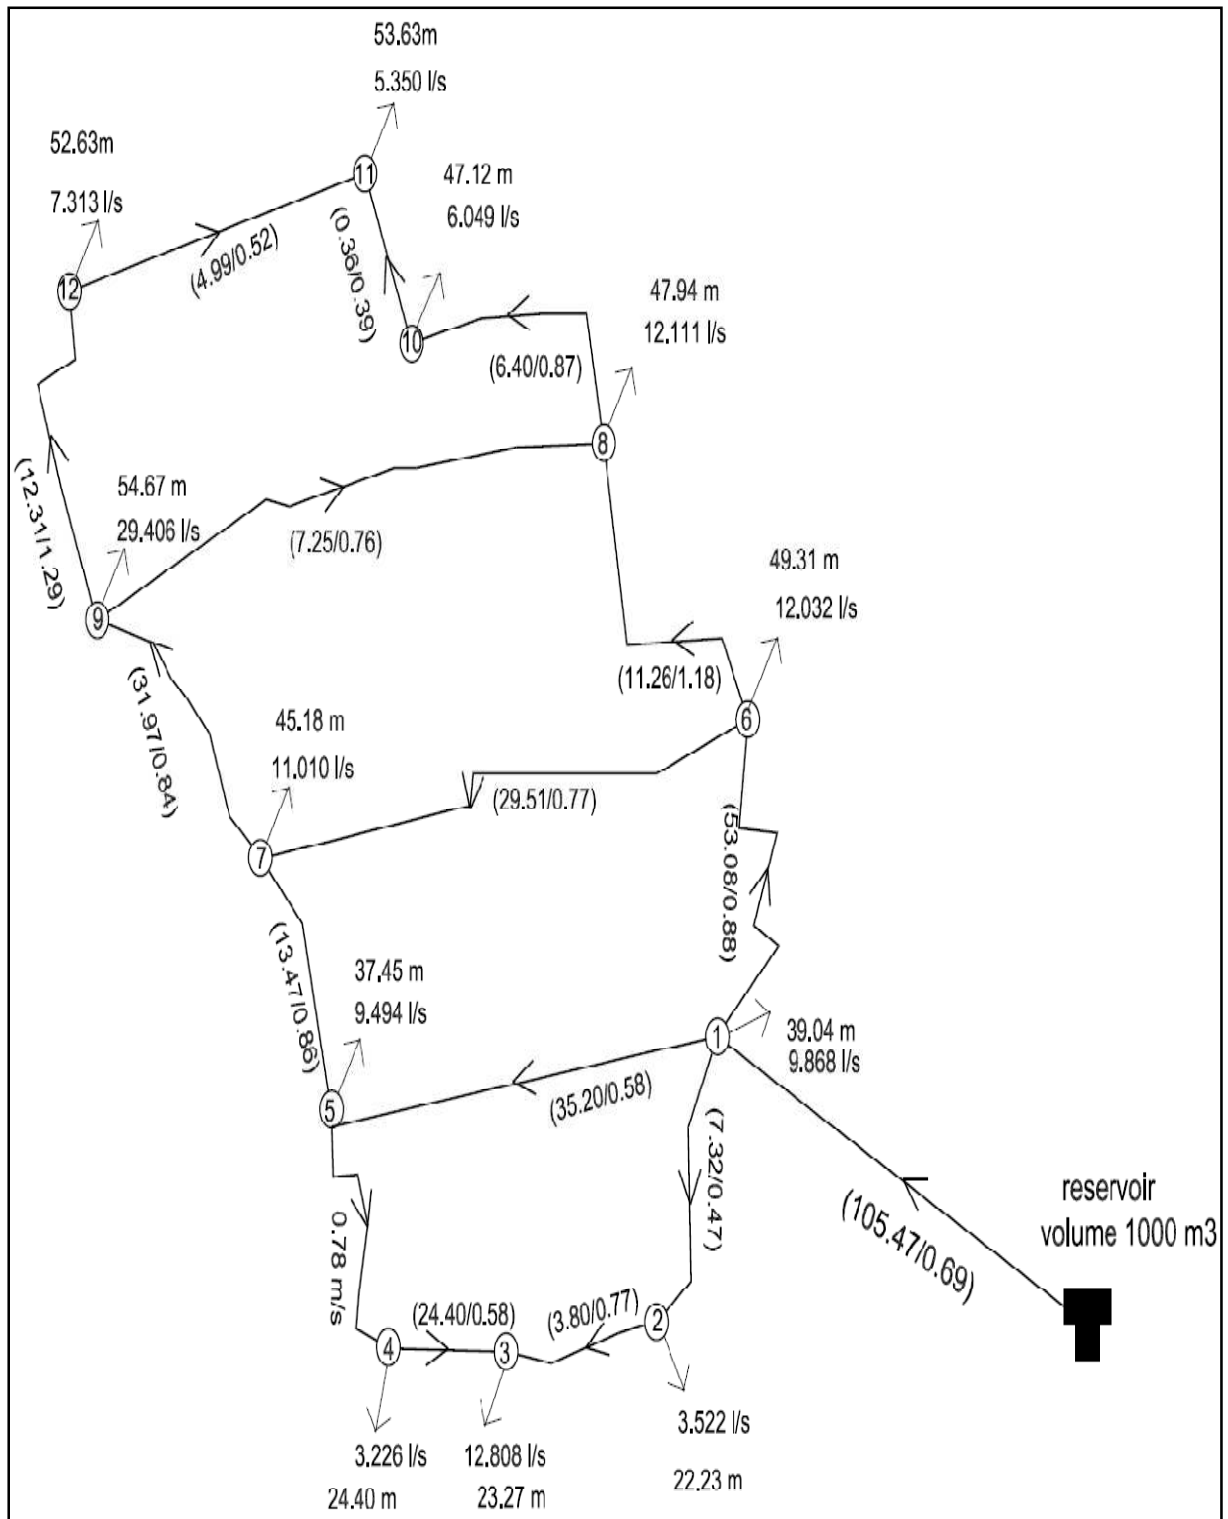 53.63m
5.350 l/s
52.63m
7.313 l/s
11
47.12 m
6.049 l/s
(4.99/0.52)
(0.36/0.39)
12
10
47.94 m
12.111 l/s
(6.40/0.87)
8
(12.31/1.29)
54.67 m
29.406 l/s
(7.25/0.76)
9
49.31 m
12.032 l/s
(11.26/1.18)
(31.97/0.84)
45.18 m
11.010 l/s
6
(29.51/0.77)
7
(53.08/0.88)
(13.47/0.86)
37.45 m
9.494 l/s
1
39.04 m
9.868 l/s
5
(35.20/0.58)
(7.32/0.47)
(105.47/0.69)
reservoir
volume 1000 m3
0.78 m/s
(24.40/0.58)
(3.80/0.77)
4
3
2
3.522 l/s
22.23 m
3.226 l/s
24.40 m
12.808 l/s
23.27 m